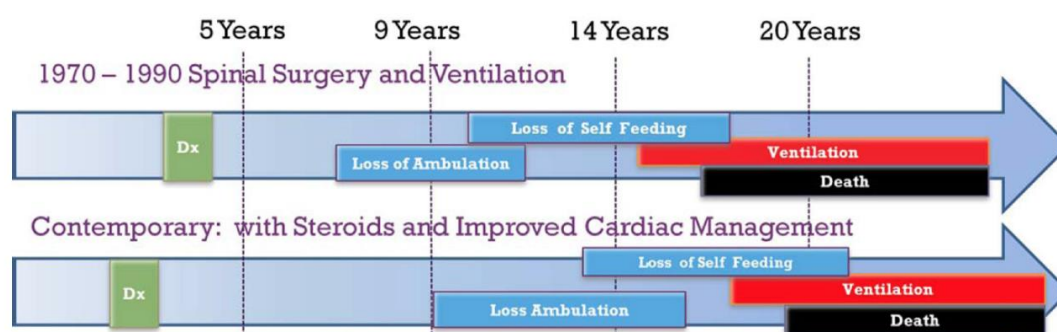 5 Years 9 Years 14 Years 20 Years
1970 – 1990 Spinal Surgery and Ventilation
Loss of Self Feeding
Dx
Loss of Ambulation
Ventilation
Death
Contemporary: with Steroids and Improved Cardiac Management
Loss of Self Feeding
Dx
Ventilation
Loss Ambulation
Death